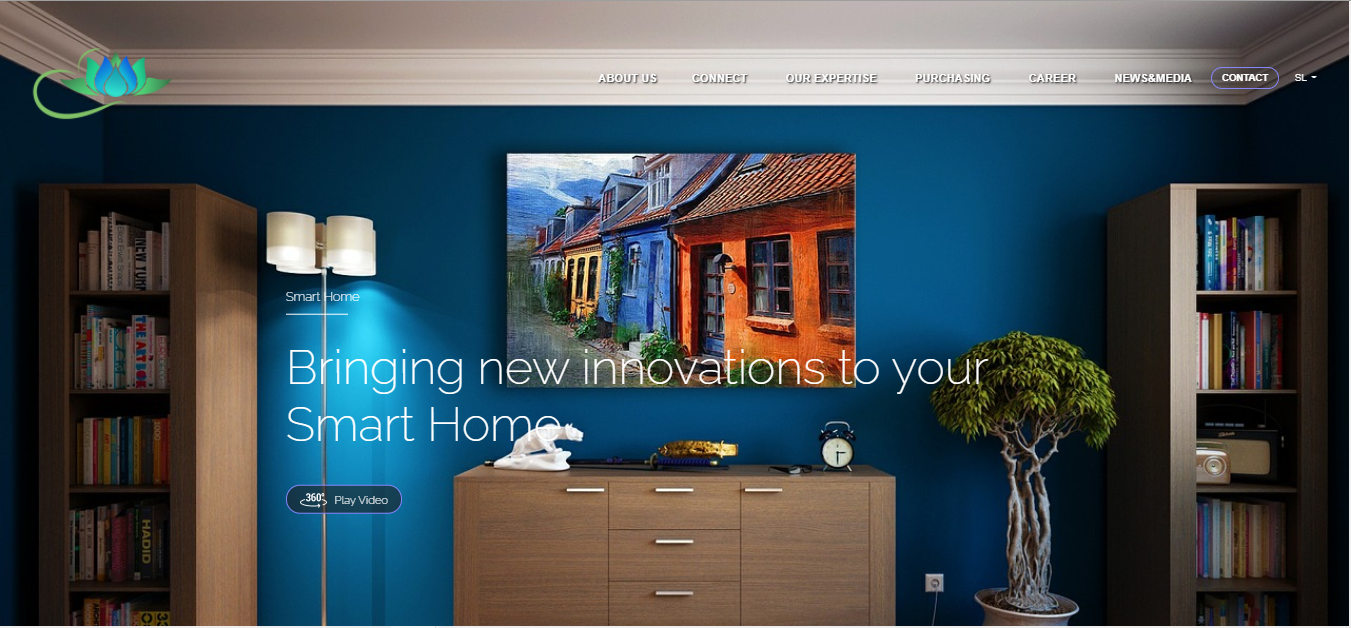 ABOUT US
CONNECT
OUR EXPERTISE
PURCHASING
CAREER
NEWS&MEDIA
CONTACT
SL
Smart Home
Bringing new innovations to your
Smart Home
360°
Play Video
HADID